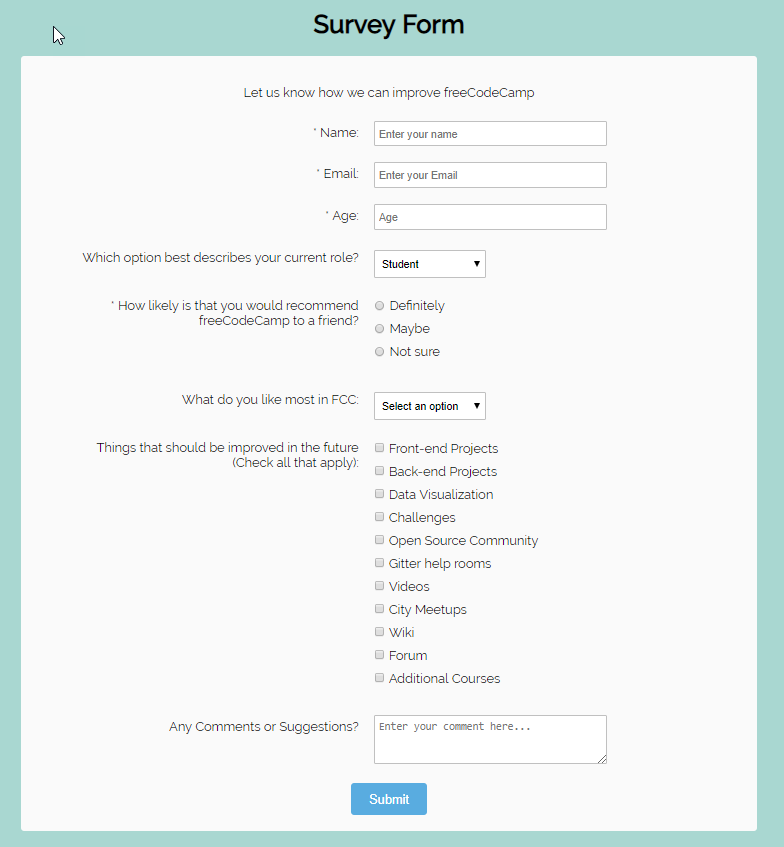 Survey Form
Let us know how we can improve freeCodeCamp
* Name: Enter your name
* Email: Enter your Email
* Age: Age
Which option best describes your current role? Student
* How likely is that you would recommend
freeCodeCamp to a friend?
Definitely
Maybe
Not sure
What do you like most in FCC: Select an option
Things that should be improved in the future
(Check all that apply):
Front-end Projects
Back-end Projects
Data Visualization
Challenges
Open Source Community
Gitter help rooms
Videos
City Meetups
Wiki
Forum
Additional Courses
Any Comments or Suggestions? Enter your comment here...
Submit